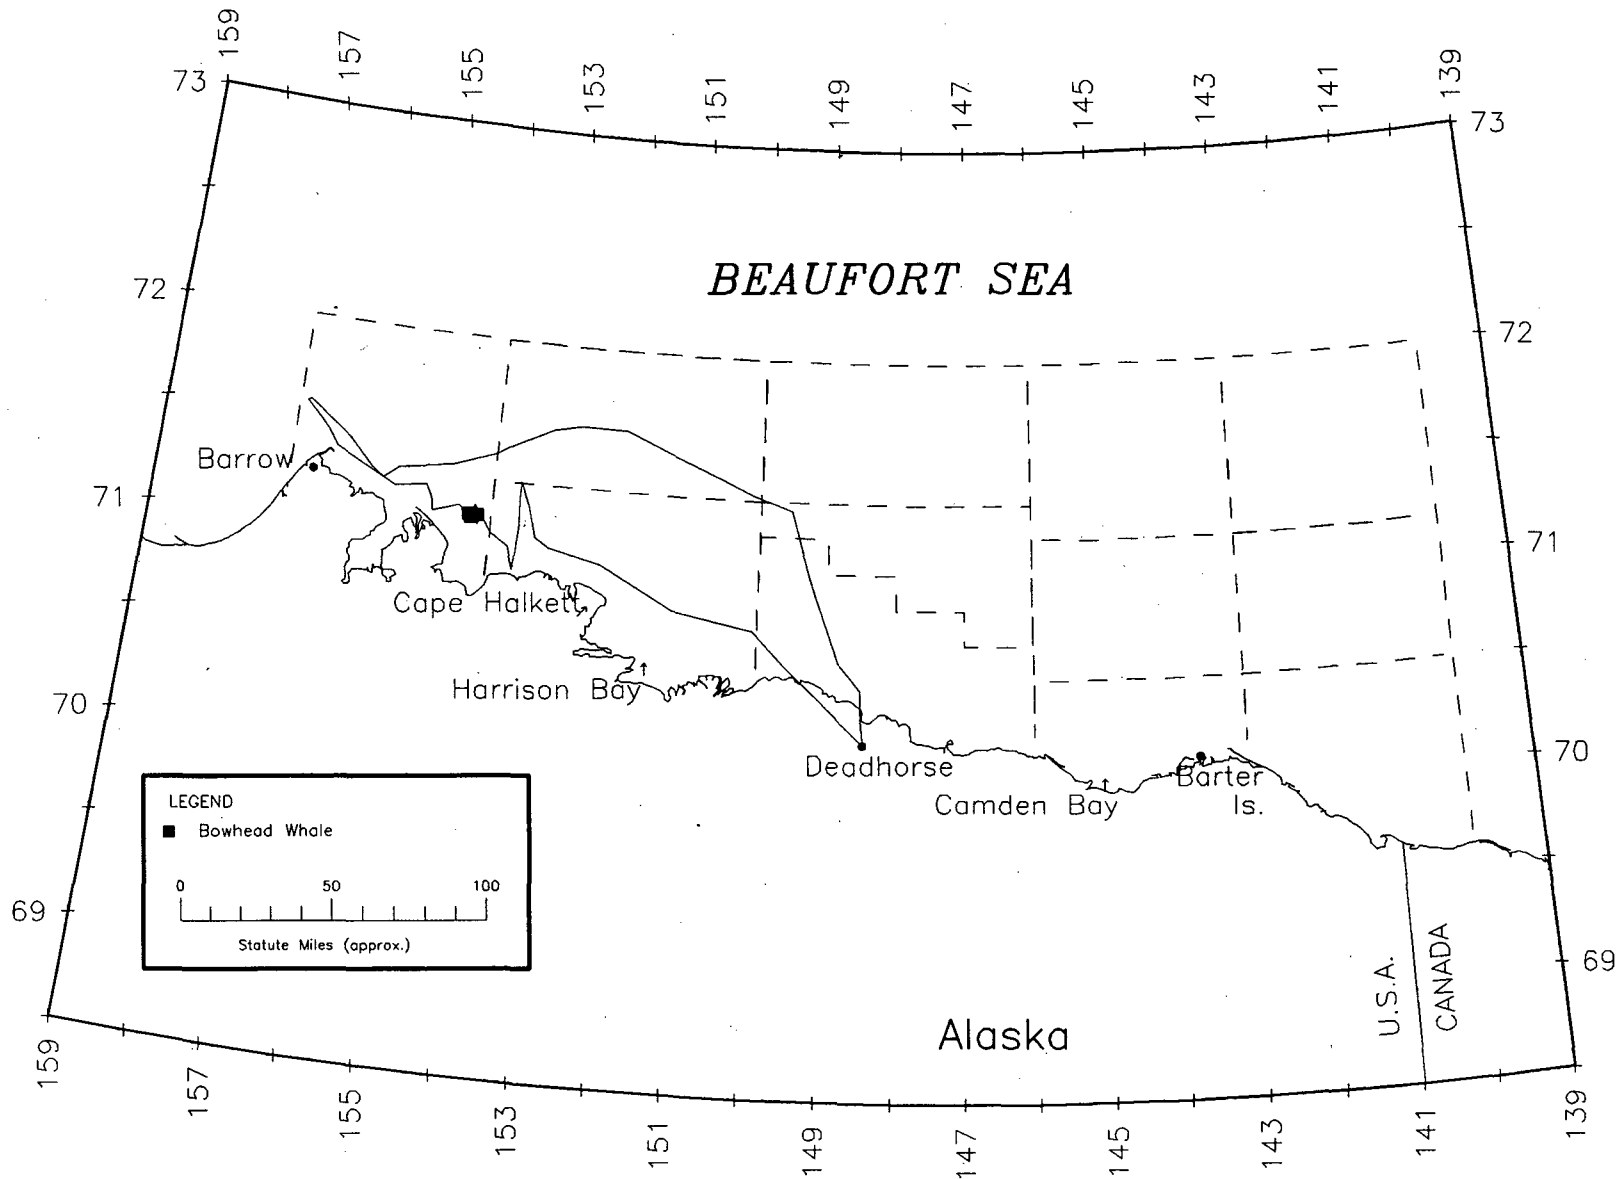 159
157
155
153
151
149
147
145
143
141
139
73
73
BEAUFORT SEA
72
72
Barrow
71
71
Cape Halkett
Harrison Bay
70
70
Deadhorse
Camden Bay
Barter
Is.
LEGEND
Bowhead Whale
0 50 100
Statute Miles (approx.)
69
69
U.S.A.
CANADA
Alaska
159
157
155
153
151
149
147
145
143
141
139